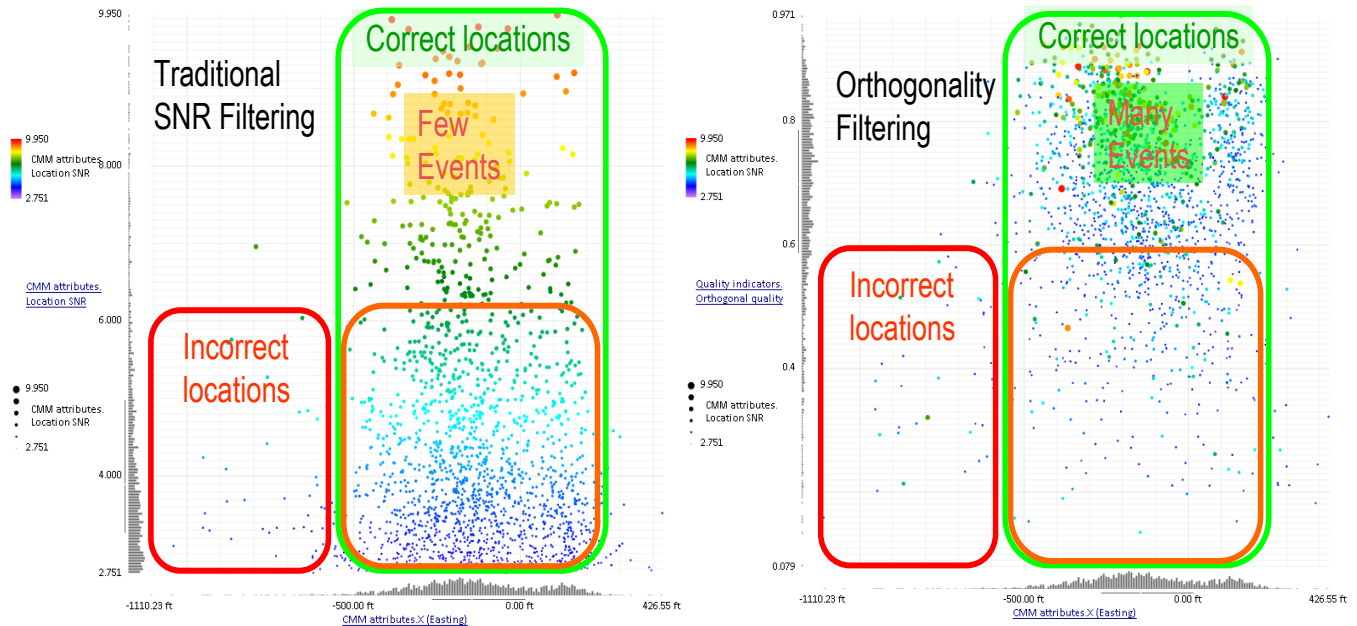 9.950
Correct locations
Traditional
SNR Filtering
Few
Events
9.950
CMM attributes.
Location SNR
2.751
8.000
CMM attributes.
Location SNR
6.000
Incorrect
locations
9.950
CMM attributes.
Location SNR
2.751
4.000
2.751
-11110.23 ft
-500.00 ft
0.00 ft
426.55 ft
CMM attributes.X (Easting)
0.971
Correct locations
Orthogonality
Filtering
Many
Events
9.950
CMM attributes.
Location SNR
2.751
0.8
0.6
Quality indicators.
Orthogonal quality
Incorrect
locations
0.4
9.950
CMM attributes.
Location SNR
2.751
0.079
-11110.23 ft
-500.00 ft
0.00 ft
426.55 ft
CMM attributes.X (Easting)